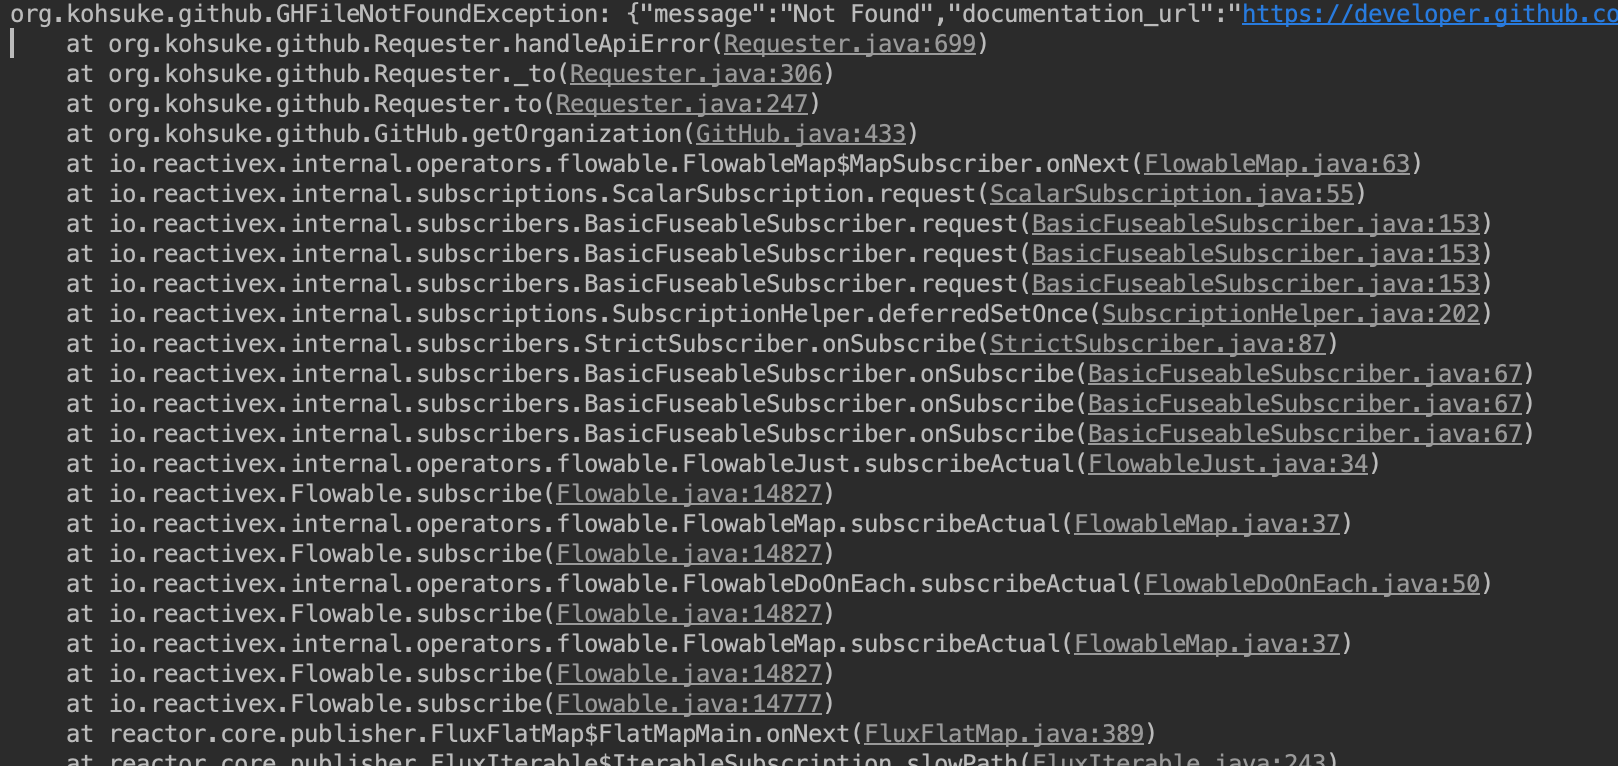 org.kohsuke.github.GHFileNotFoundException: {"message":"Not Found","documentation_url":"https://developer.github.co
at org.kohsuke.github.Requester.handleApiError(Requester.java:699)
at org.kohsuke.github.Requester._to(Requester.java:306)
at org.kohsuke.github.Requester.to(Requester.java:247)
at org.kohsuke.github.GitHub.getOrganization(GitHub.java:433)
at io.reactivex.internal.operators.flowable.FlowableMap$MapSubscriber.onNext(FlowableMap.java:63)
at io.reactivex.internal.subscriptions.ScalarSubscription.request(ScalarSubscription.java:55)
at io.reactivex.internal.subscribers.BasicFuseableSubscriber.request(BasicFuseableSubscriber.java:153)
at io.reactivex.internal.subscribers.BasicFuseableSubscriber.request(BasicFuseableSubscriber.java:153)
at io.reactivex.internal.subscribers.BasicFuseableSubscriber.request(BasicFuseableSubscriber.java:153)
at io.reactivex.internal.subscriptions.SubscriptionHelper.deferredSetOnce(SubscriptionHelper.java:202)
at io.reactivex.internal.subscribers.StrictSubscriber.onSubscribe(StrictSubscriber.java:87)
at io.reactivex.internal.subscribers.BasicFuseableSubscriber.onSubscribe(BasicFuseableSubscriber.java:67)
at io.reactivex.internal.subscribers.BasicFuseableSubscriber.onSubscribe(BasicFuseableSubscriber.java:67)
at io.reactivex.internal.subscribers.BasicFuseableSubscriber.onSubscribe(BasicFuseableSubscriber.java:67)
at io.reactivex.internal.operators.flowable.FlowableJust.subscribeActual(FlowableJust.java:34)
at io.reactivex.Flowable.subscribe(Flowable.java:14827)
at io.reactivex.internal.operators.flowable.FlowableMap.subscribeActual(FlowableMap.java:37)
at io.reactivex.Flowable.subscribe(Flowable.java:14827)
at io.reactivex.internal.operators.flowable.FlowableDoOnEach.subscribeActual(FlowableDoOnEach.java:50)
at io.reactivex.Flowable.subscribe(Flowable.java:14827)
at io.reactivex.internal.operators.flowable.FlowableMap.subscribeActual(FlowableMap.java:37)
at io.reactivex.Flowable.subscribe(Flowable.java:14827)
at io.reactivex.Flowable.subscribe(Flowable.java:14777)
at reactor.core.publisher.FluxFlatMap$FlatMapMain.onNext(FluxFlatMap.java:389)
at reactor.core.publisher.FluxIterable$IterableSubscription.slowPath(FluxIterable.java:243)